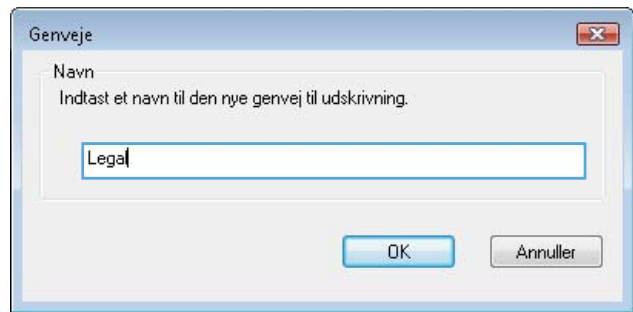 Genveje
Navn
Indtast et navn til den nye genvej til udskrivning.
Legal
OK
Annuller